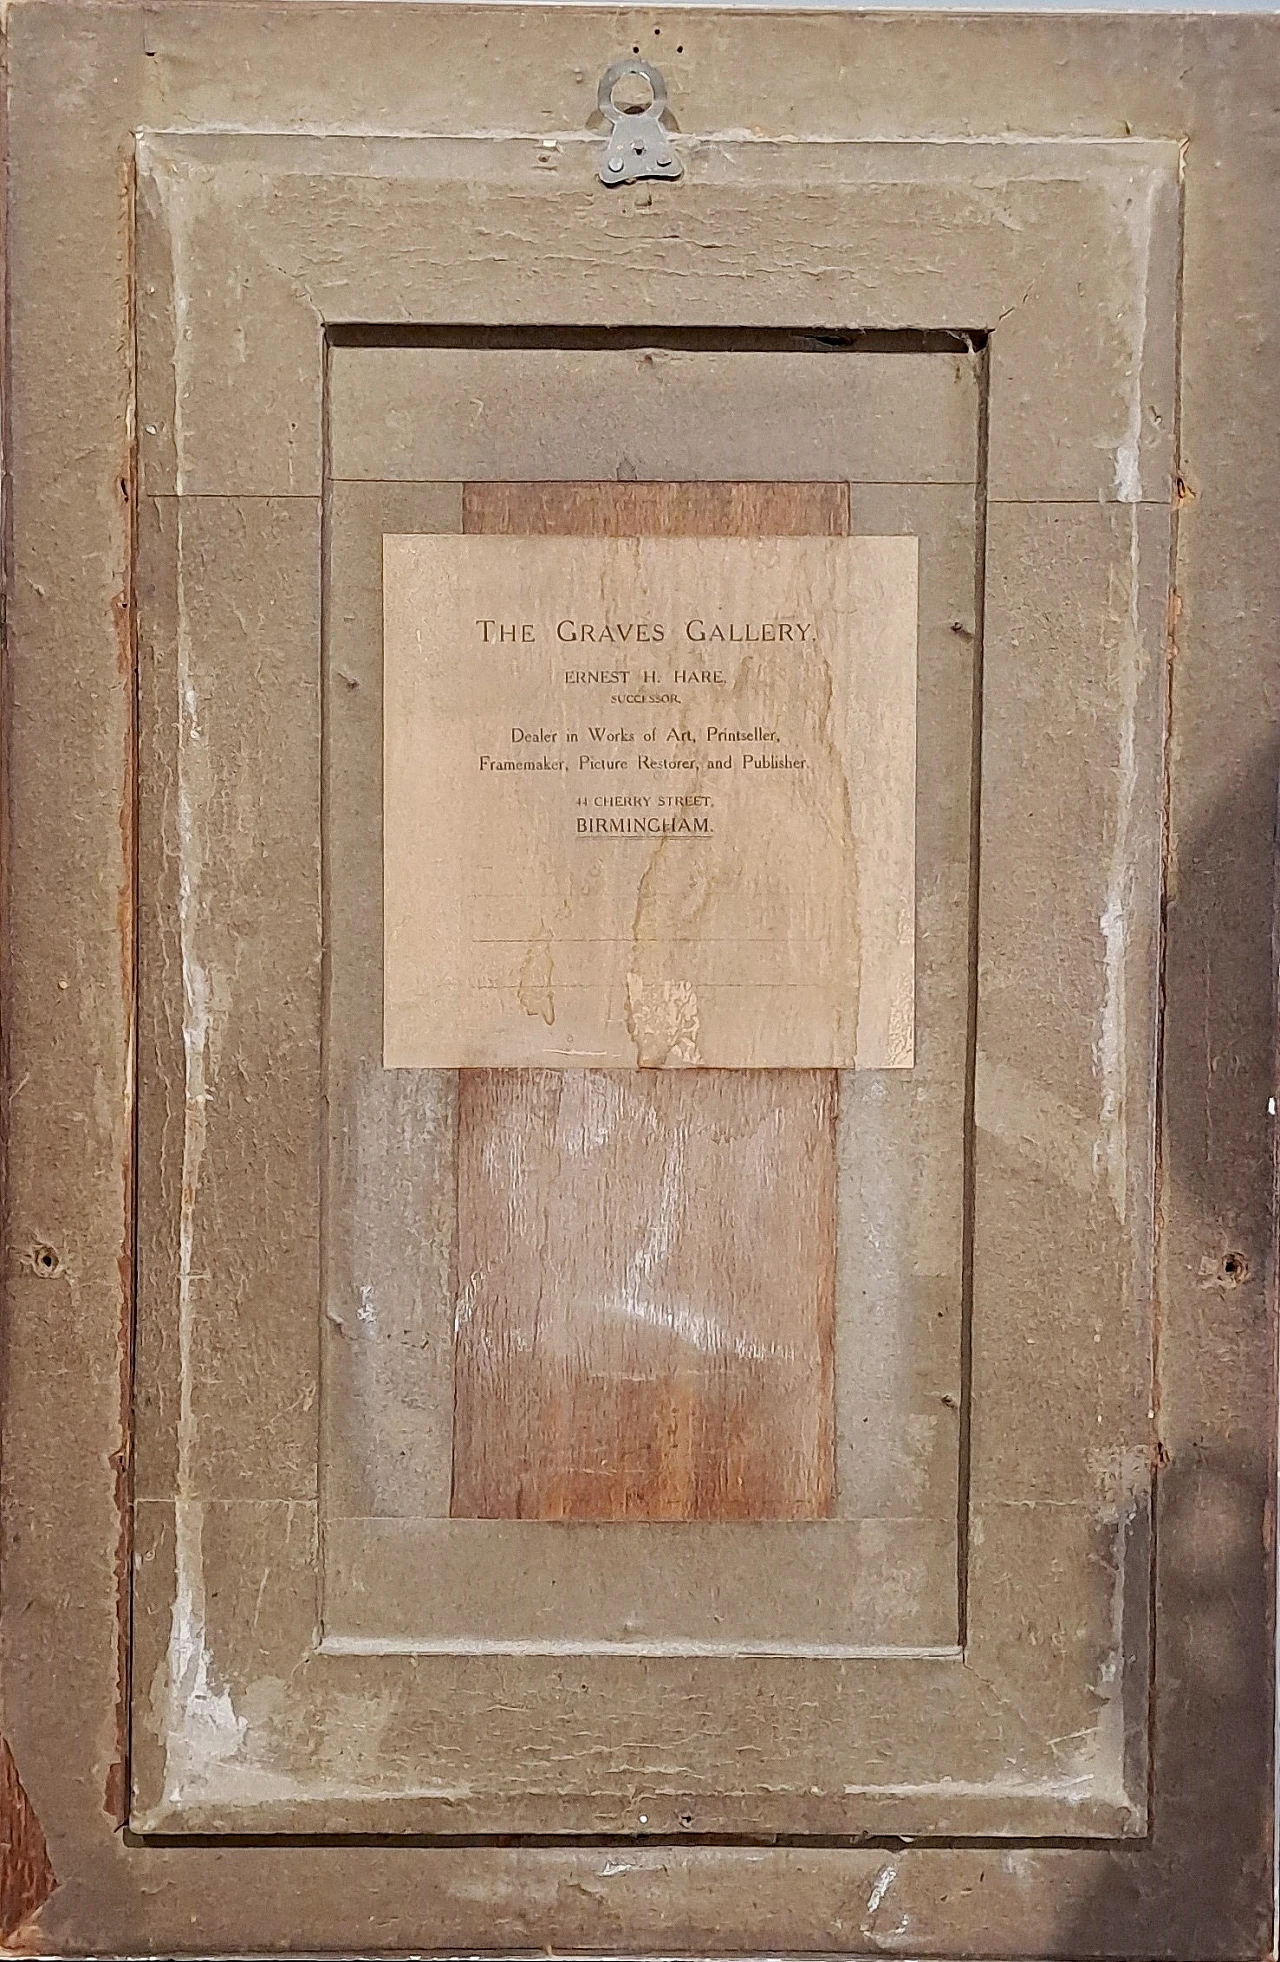 THE GRAVES GALLERY.
ERNEST H. HARE,
SUCCESSOR,
Dealer in Works of Art, Printseller,
Framemaker, Picture Restorer, and Publisher,
44 CHERRY STREET,
BIRMINGHAM.